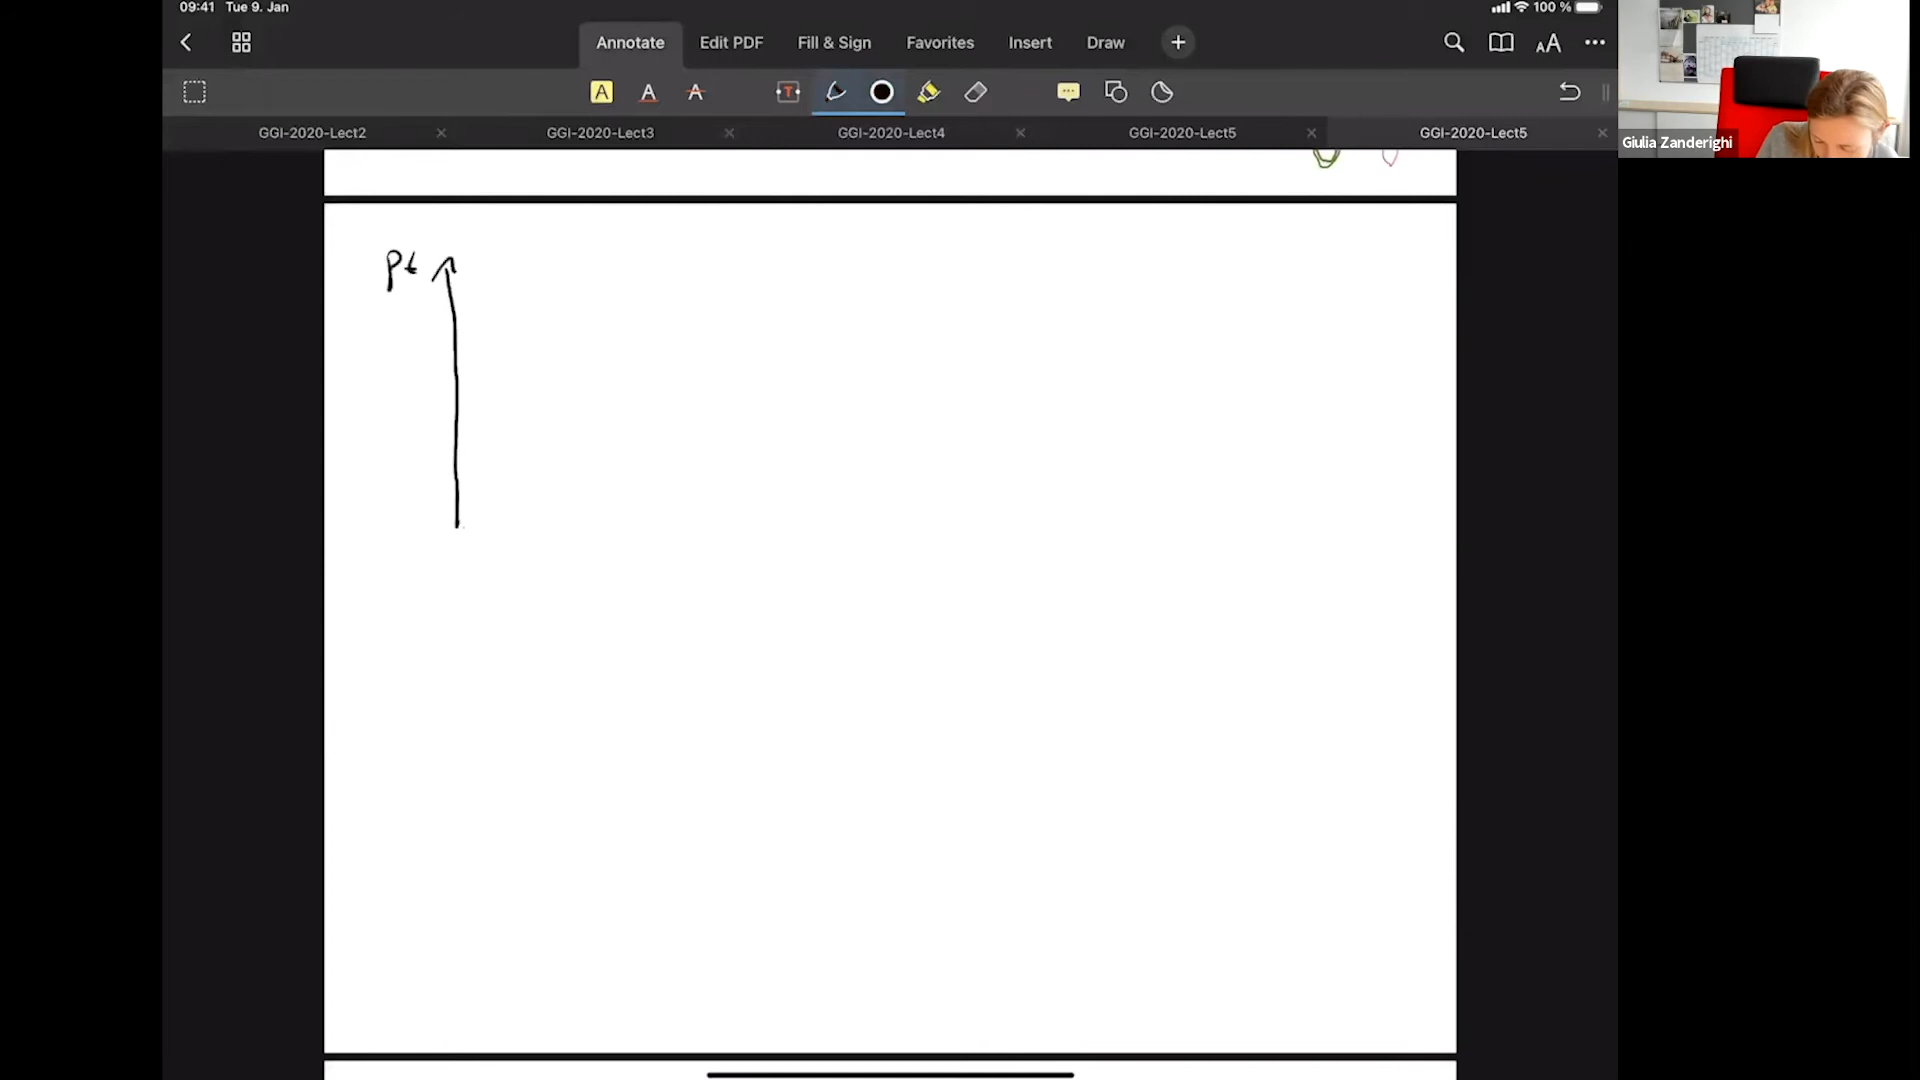 09:41 Tue 9. Jan
100 %
Annotate Edit PDF Fill & Sign Favorites Insert Draw
A A A T
AA
GGI-2020-Lect2 GGI-2020-Lect3 GGI-2020-Lect4 GGI-2020-Lect5 GGI-2020-Lect5
Giulia Zanderighi
pt